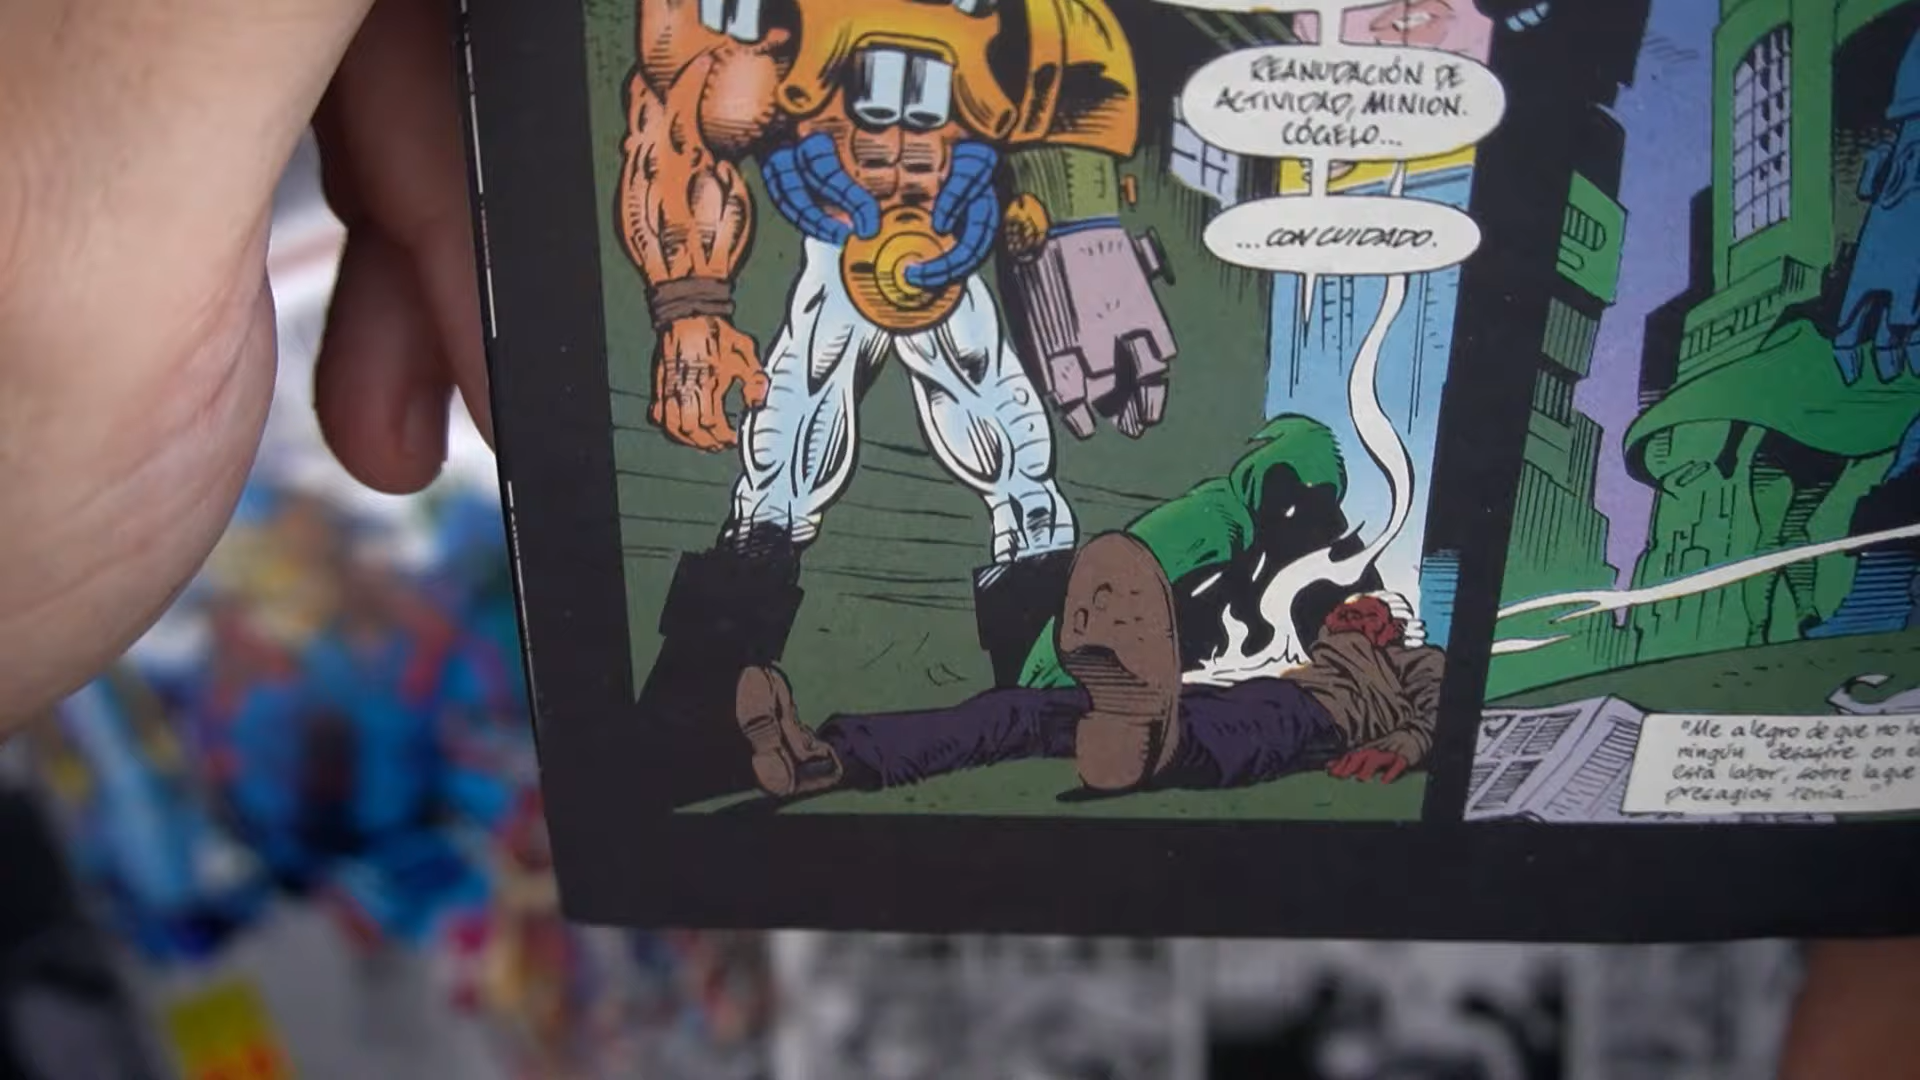 REANUDACIÓN DE
ACTIVIDAD, MINION.
CÓGELO...
...CON CUIDADO.
"Me alegro de que no
ningún desastre en
esta labor, sobre la que
presagios tenía..."